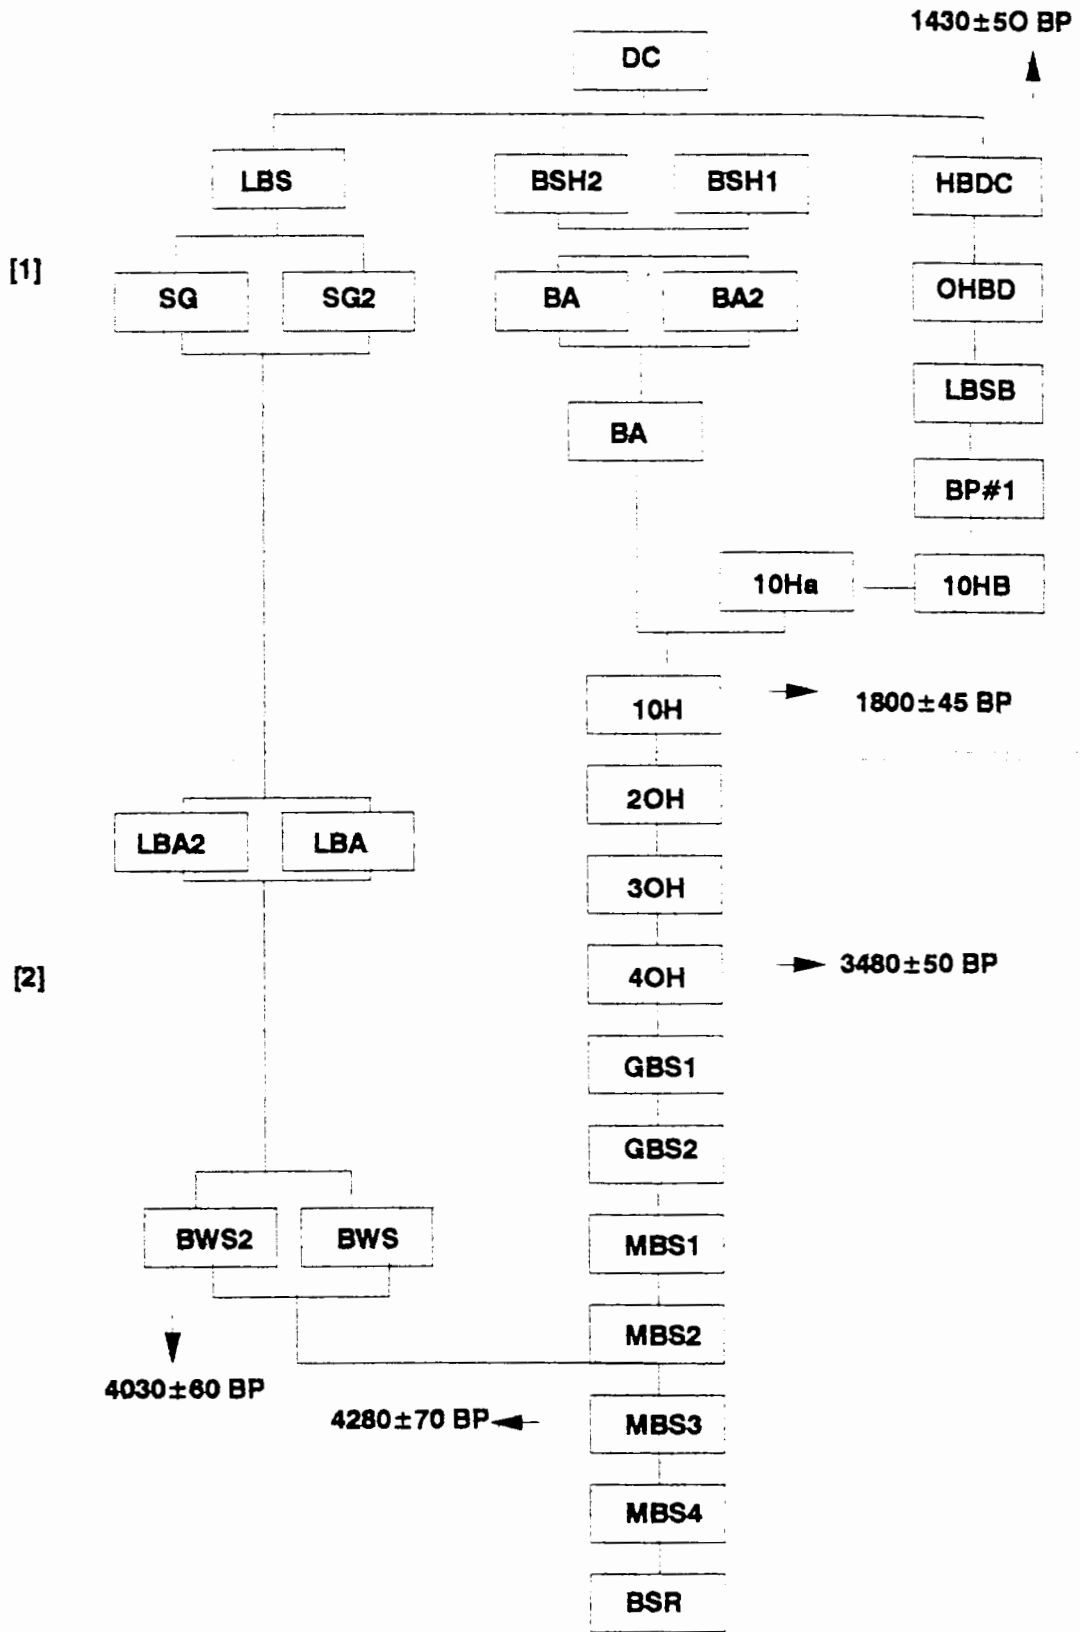 1430±5O BP
DC
LBS BSH2 BSH1 HBDC
[1]
SG SG2 BA BA2 OHBD
LBSB
BA
BP#1
10Ha 10HB
10H 1800±45 BP
2OH
LBA2 LBA
3OH
[2]
4OH 3480±50 BP
GBS1
GBS2
BWS2 BWS MBS1
MBS2
4030±60 BP
4280±70 BP MBS3
MBS4
BSR